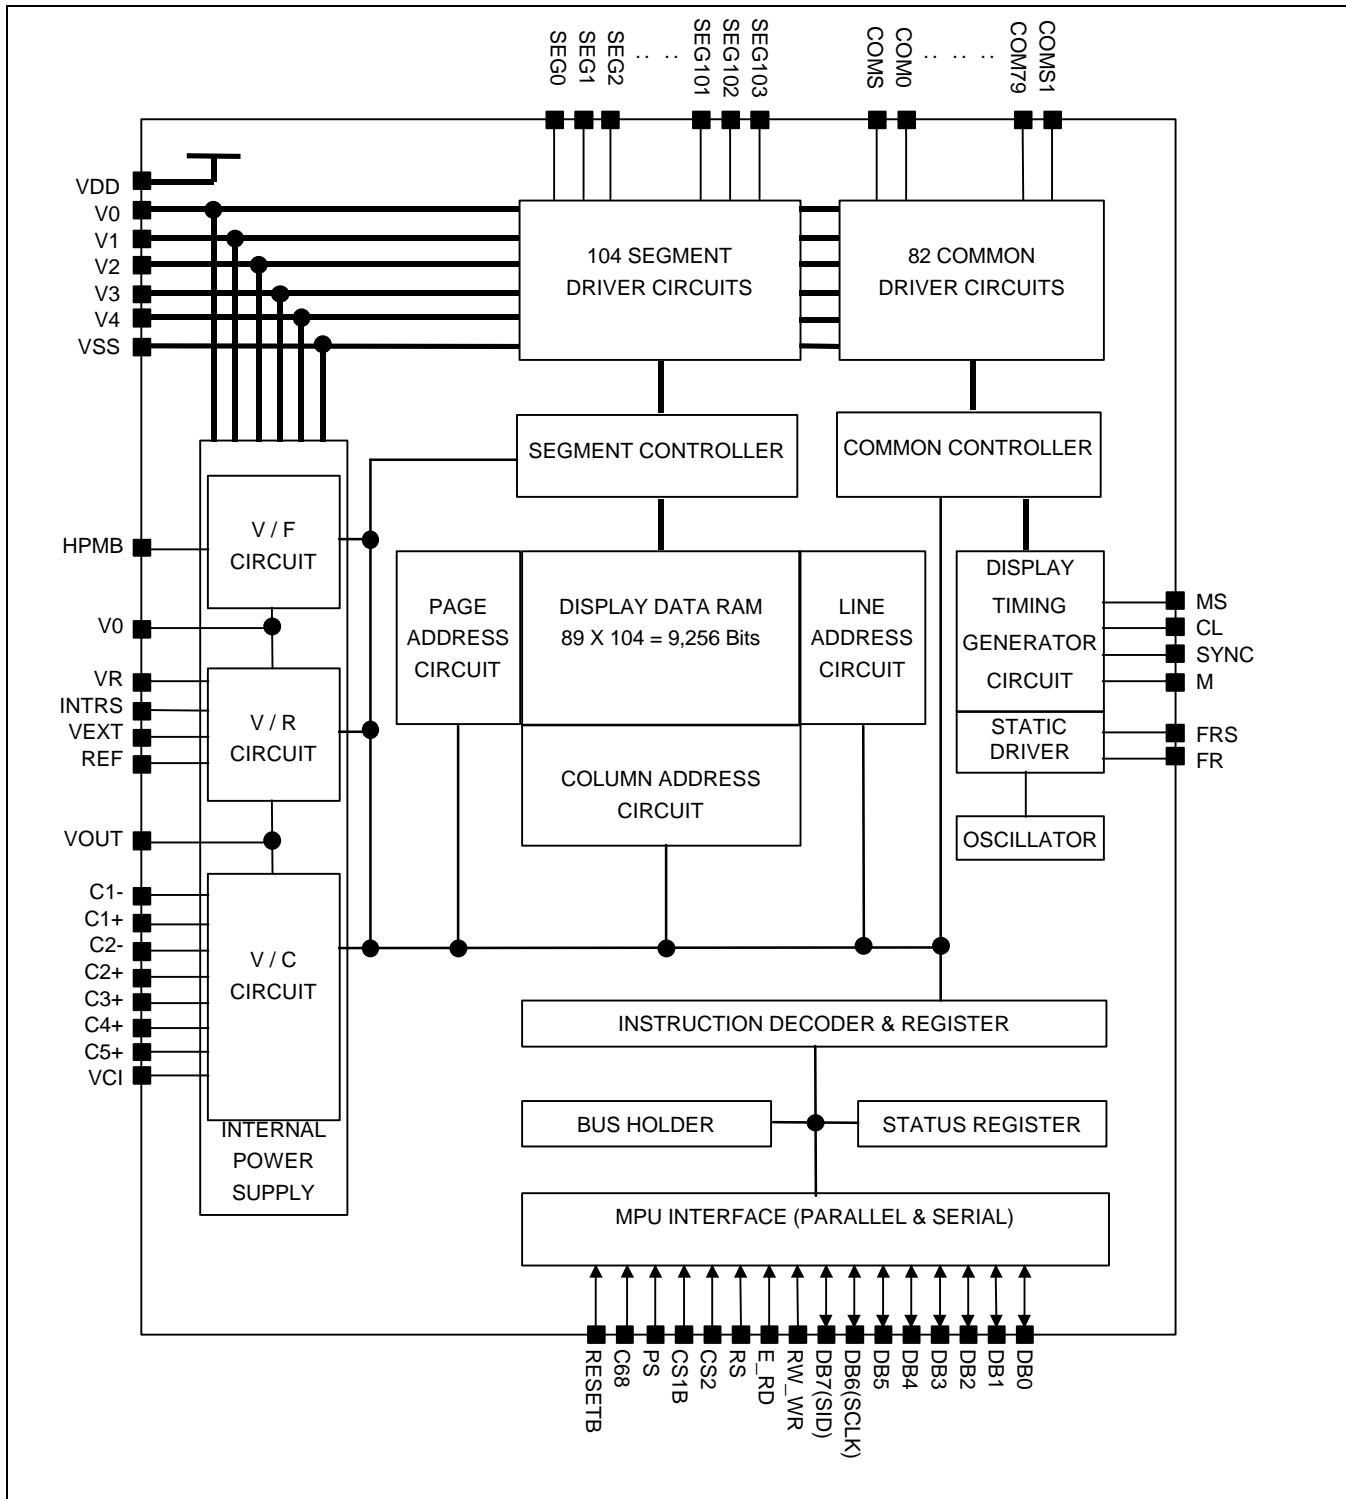 SEG0
SEG1
SEG2
.. ..
SEG101
SEG102
SEG103
COMS
COM0
.. .. ..
COM79
COMS1
VDD
V0
V1
V2
V3
V4
VSS
104 SEGMENT
DRIVER CIRCUITS
82 COMMON
DRIVER CIRCUITS
SEGMENT CONTROLLER
COMMON CONTROLLER
HPMB
V0
VR
INTRS
VEXT
REF
VOUT
C1-
C1+
C2-
C2+
C3+
C4+
C5+
VCI
V / F
CIRCUIT
V / R
CIRCUIT
V / C
CIRCUIT
INTERNAL
POWER
SUPPLY
PAGE
ADDRESS
CIRCUIT
DISPLAY DATA RAM
89 X 104 = 9,256 Bits
LINE
ADDRESS
CIRCUIT
COLUMN ADDRESS
CIRCUIT
DISPLAY
TIMING
GENERATOR
CIRCUIT
STATIC
DRIVER
OSCILLATOR
MS
CL
SYNC
M
FRS
FR
INSTRUCTION DECODER & REGISTER
BUS HOLDER
STATUS REGISTER
MPU INTERFACE (PARALLEL & SERIAL)
RESETB
C68
PS
CS1B
CS2
RS
E_RD
RW_WR
DB7(SID)
DB6(SCLK)
DB5
DB4
DB3
DB2
DB1
DB0